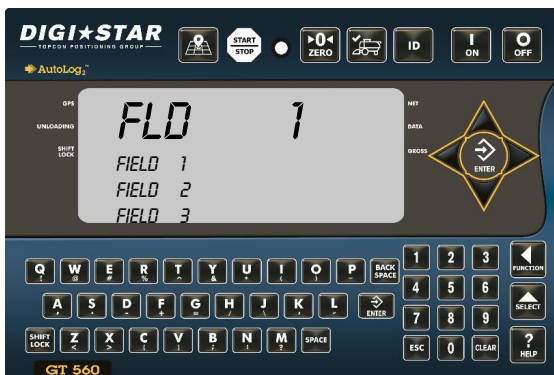 DIGI★STAR
TOPCON POSITIONING GROUP
AutoLog2™
START
STOP
0
ZERO
ID
I
ON
O
OFF
GPS
UNLOADING
SHIFT
LOCK
FLD 1
FIELD 1
FIELD 2
FIELD 3
NET
DATA
GROSS
ENTER
Q W E R T Y U I O P BACK SPACE
! @ # % ^ &
A S D F G H J K L ENTER
SHIFT LOCK Z X C V B N M SPACE
1 2 3
4 5 6
7 8 9
ESC 0 CLEAR
FUNCTION
SELECT
?
HELP
GT 560